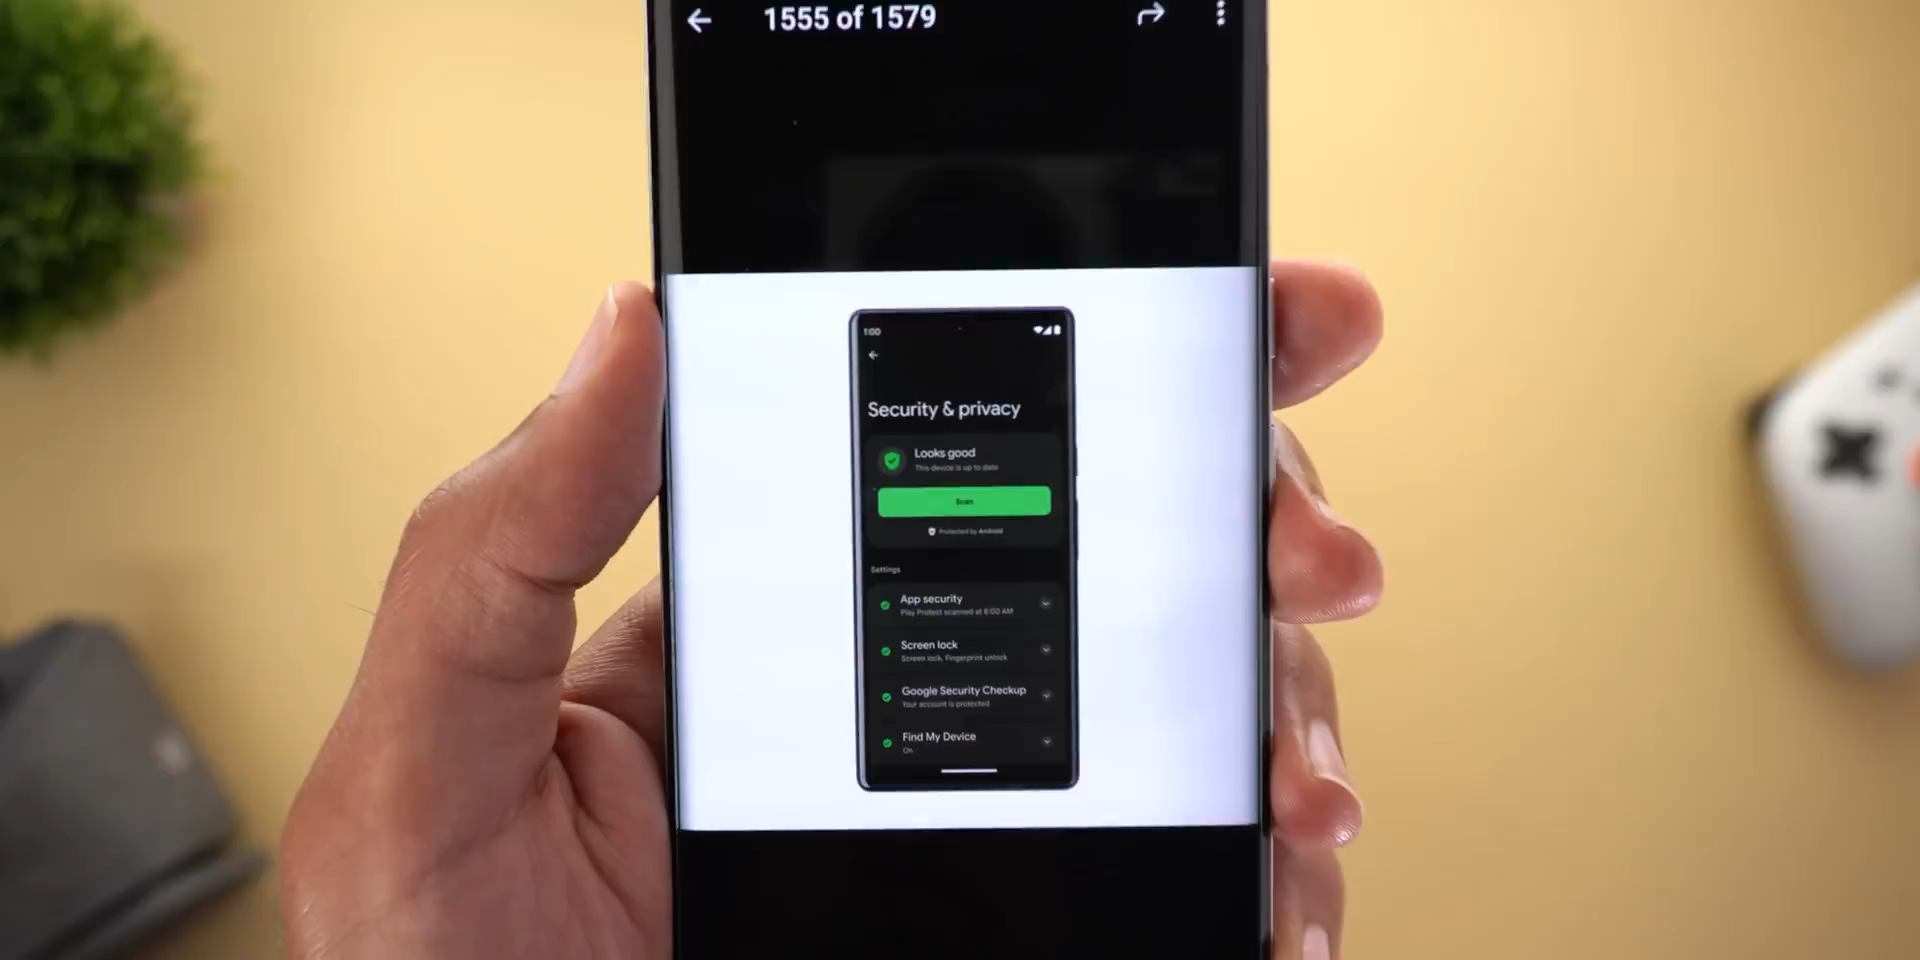 1555 of 1579
1:00
Security & privacy
Looks good
This device is up to date
Scan
Protected by Android
Settings
App security
Play Protect scanned at 6:00 AM
Screen lock
Screen lock, Fingerprint unlock
Google Security Checkup
Your account is protected
Find My Device
On